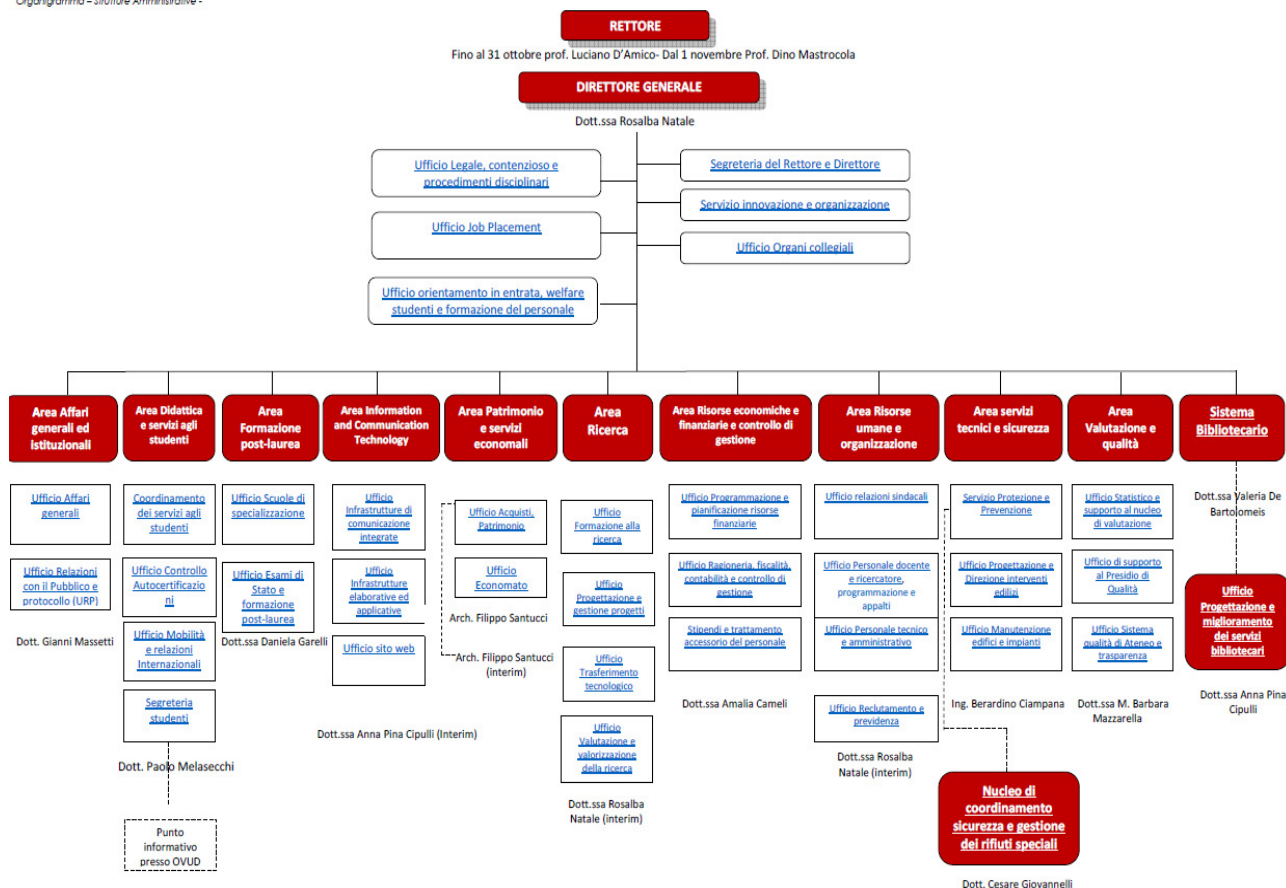 Organigramma – Strutture Amministrative -
RETTORE
Fino al 31 ottobre prof. Luciano D'Amico- Dal 1 novembre Prof. Dino Mastrocola
DIRETTORE GENERALE
Dott.ssa Rosalba Natale
Ufficio Legale, contenzioso e
procedimenti disciplinari
Segreteria del Rettore e Direttore
Servizio innovazione e organizzazione
Ufficio Job Placement
Ufficio Organi collegiali
Ufficio orientamento in entrata, welfare
studenti e formazione del personale
Area Affari
generali ed
istituzionali
Ufficio Affari
generali
Ufficio Relazioni
con il Pubblico e
protocollo (URP)
Dott. Gianni Massetti
Area Didattica
e servizi agli
studenti
Coordinamento
dei servizi agli
studenti
Ufficio Controllo
Autocertificazio
ni
Ufficio Mobilità
e relazioni
Internazionali
Segreteria
studenti
Dott. Paolo Melasecchi
Punto
informativo
presso OVUD
Area
Formazione
post-laurea
Ufficio Scuole di
specializzazione
Ufficio Esami di
Stato e
formazione
post-laurea
Dott.ssa Daniela Garelli
Area Information
and Communication
Technology
Ufficio
Infrastrutture di
comunicazione
integrate
Ufficio
Infrastrutture
elaborative ed
applicative
Ufficio sito web
Dott.ssa Anna Pina Cipulli (Interim)
Area Patrimonio
e servizi
economali
Ufficio Acquisti,
Patrimonio
Ufficio
Economato
Arch. Filippo Santucci
Arch. Filippo Santucci
(interim)
Area
Ricerca
Ufficio
Formazione alla
ricerca
Ufficio
Progettazione e
gestione progetti
Ufficio
Trasferimento
tecnologico
Ufficio
Valutazione e
valorizzazione
della ricerca
Dott.ssa Rosalba
Natale (interim)
Area Risorse economiche e
finanziarie e controllo di
gestione
Ufficio Programmazione e
pianificazione risorse
finanziarie
Ufficio Ragioneria, fiscalità,
contabilità e controllo di
gestione
Stipendi e trattamento
accessorio del personale
Dott.ssa Amalia Cameli
Area Risorse
umane e
organizzazione
Ufficio relazioni sindacali
Ufficio Personale docente
e ricercatore,
programmazione e
appalti
Ufficio Personale tecnico
e amministrativo
Ufficio Reclutamento e
previdenza
Dott.ssa Rosalba
Natale (interim)
Area servizi
tecnici e sicurezza
Servizio Protezione e
Prevenzione
Ufficio Progettazione e
Direzione interventi
edilizi
Ufficio Manutenzione
edifici e impianti
Ing. Berardino Ciampana
Nucleo di
coordinamento
sicurezza e gestione
dei rifiuti speciali
Dott. Cesare Giovannelli
Area
Valutazione e
qualità
Ufficio Statistico e
supporto al nucleo
di valutazione
Ufficio di supporto
al Presidio di
Qualità
Ufficio Sistema
qualità di Ateneo e
trasparenza
Dott.ssa M. Barbara
Mazzarella
Sistema
Bibliotecario
Dott.ssa Valeria De
Bartolomeis
Ufficio
Progettazione e
miglioramento
dei servizi
bibliotecari
Dott.ssa Anna Pina
Cipulli